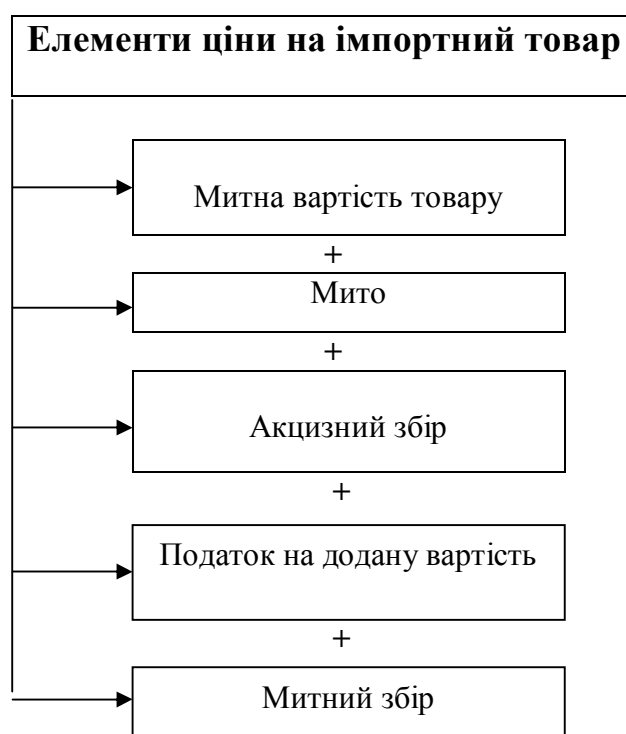 Елементи ціни на імпортний товар
Митна вартість товару
+
Мито
+
Акцизний збір
+
Податок на додану вартість
+
Митний збір